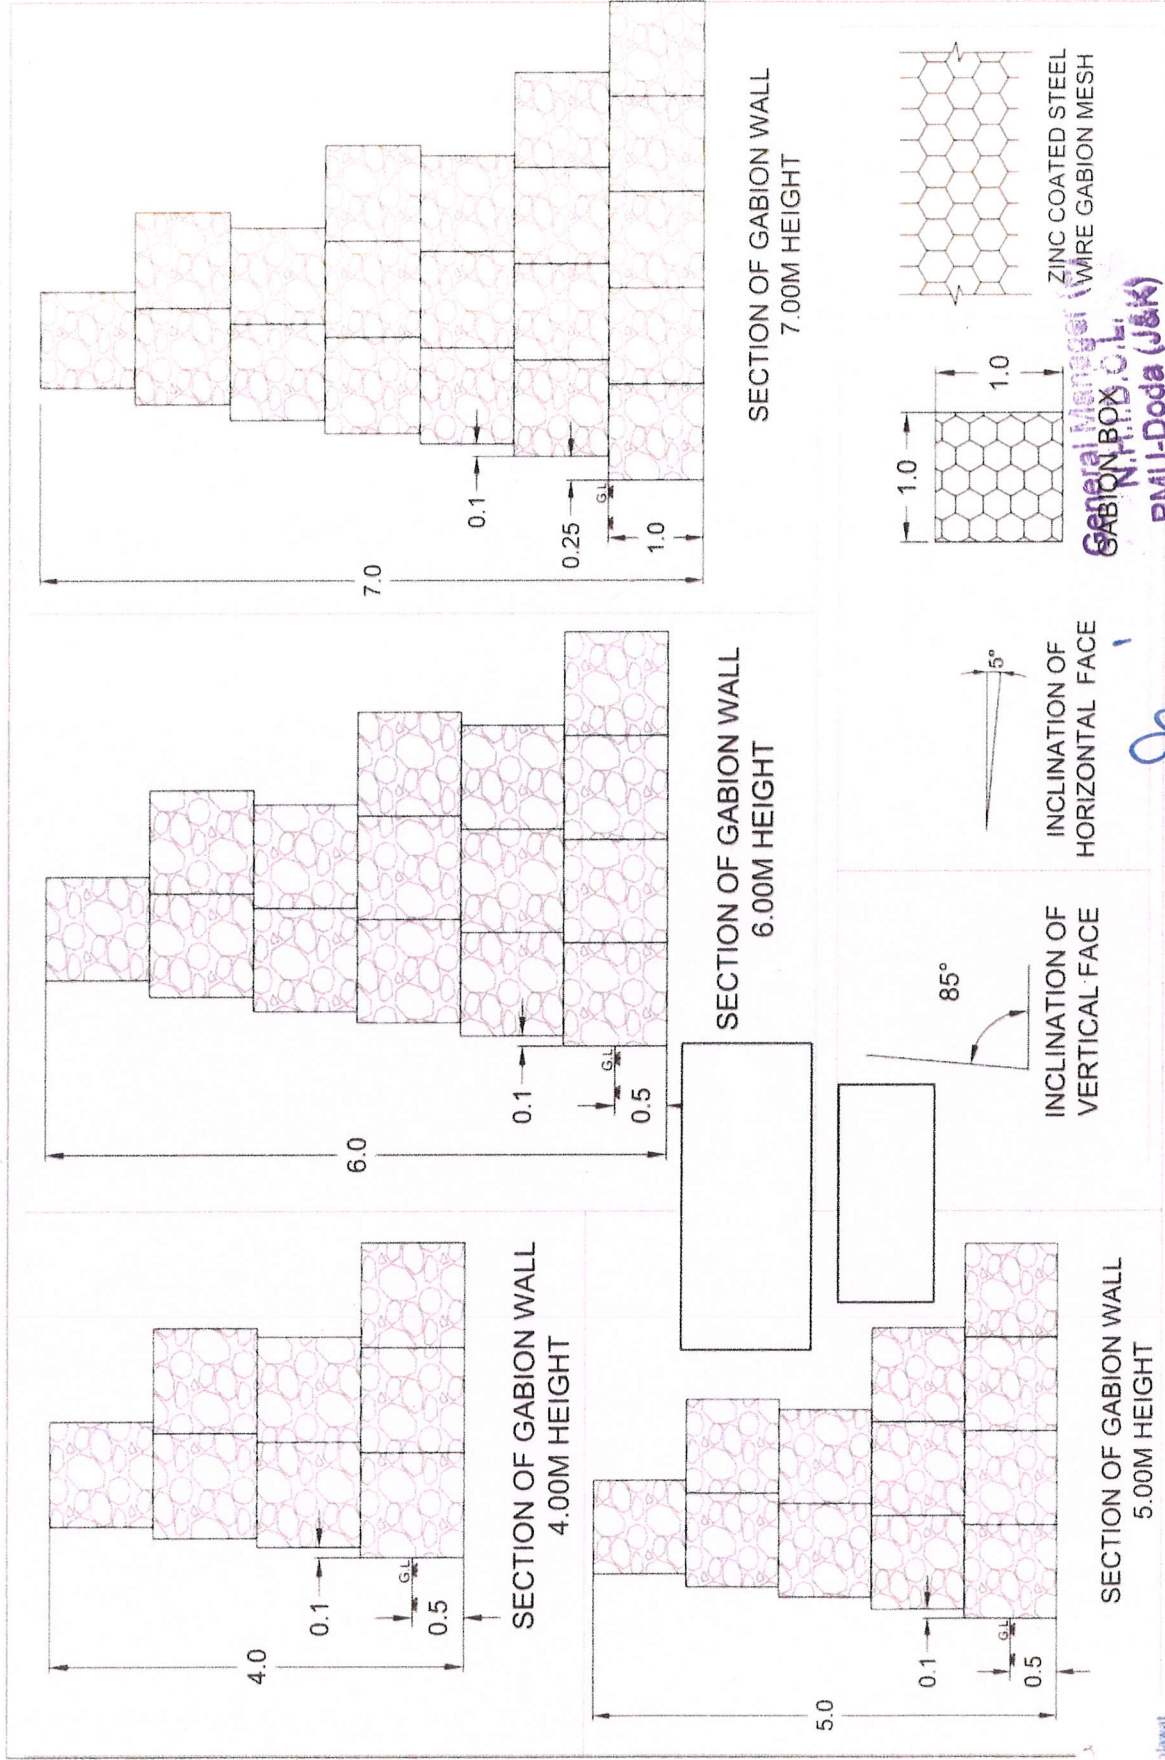 4.0
0.1
G.L
0.5
SECTION OF GABION WALL
4.00M HEIGHT
6.0
0.1
G.L
0.5
SECTION OF GABION WALL
6.00M HEIGHT
7.0
0.1
0.25
G.L
1.0
SECTION OF GABION WALL
7.00M HEIGHT
5.0
0.1
G.L
0.5
SECTION OF GABION WALL
5.00M HEIGHT
85°
INCLINATION OF
VERTICAL FACE
5°
INCLINATION OF
HORIZONTAL FACE
1.0
1.0
GABION BOX
ZINC COATED STEEL
WIRE GABION MESH
General Manager (P)
N.H.I.D.C.L.
PMU-Doda (J&K)